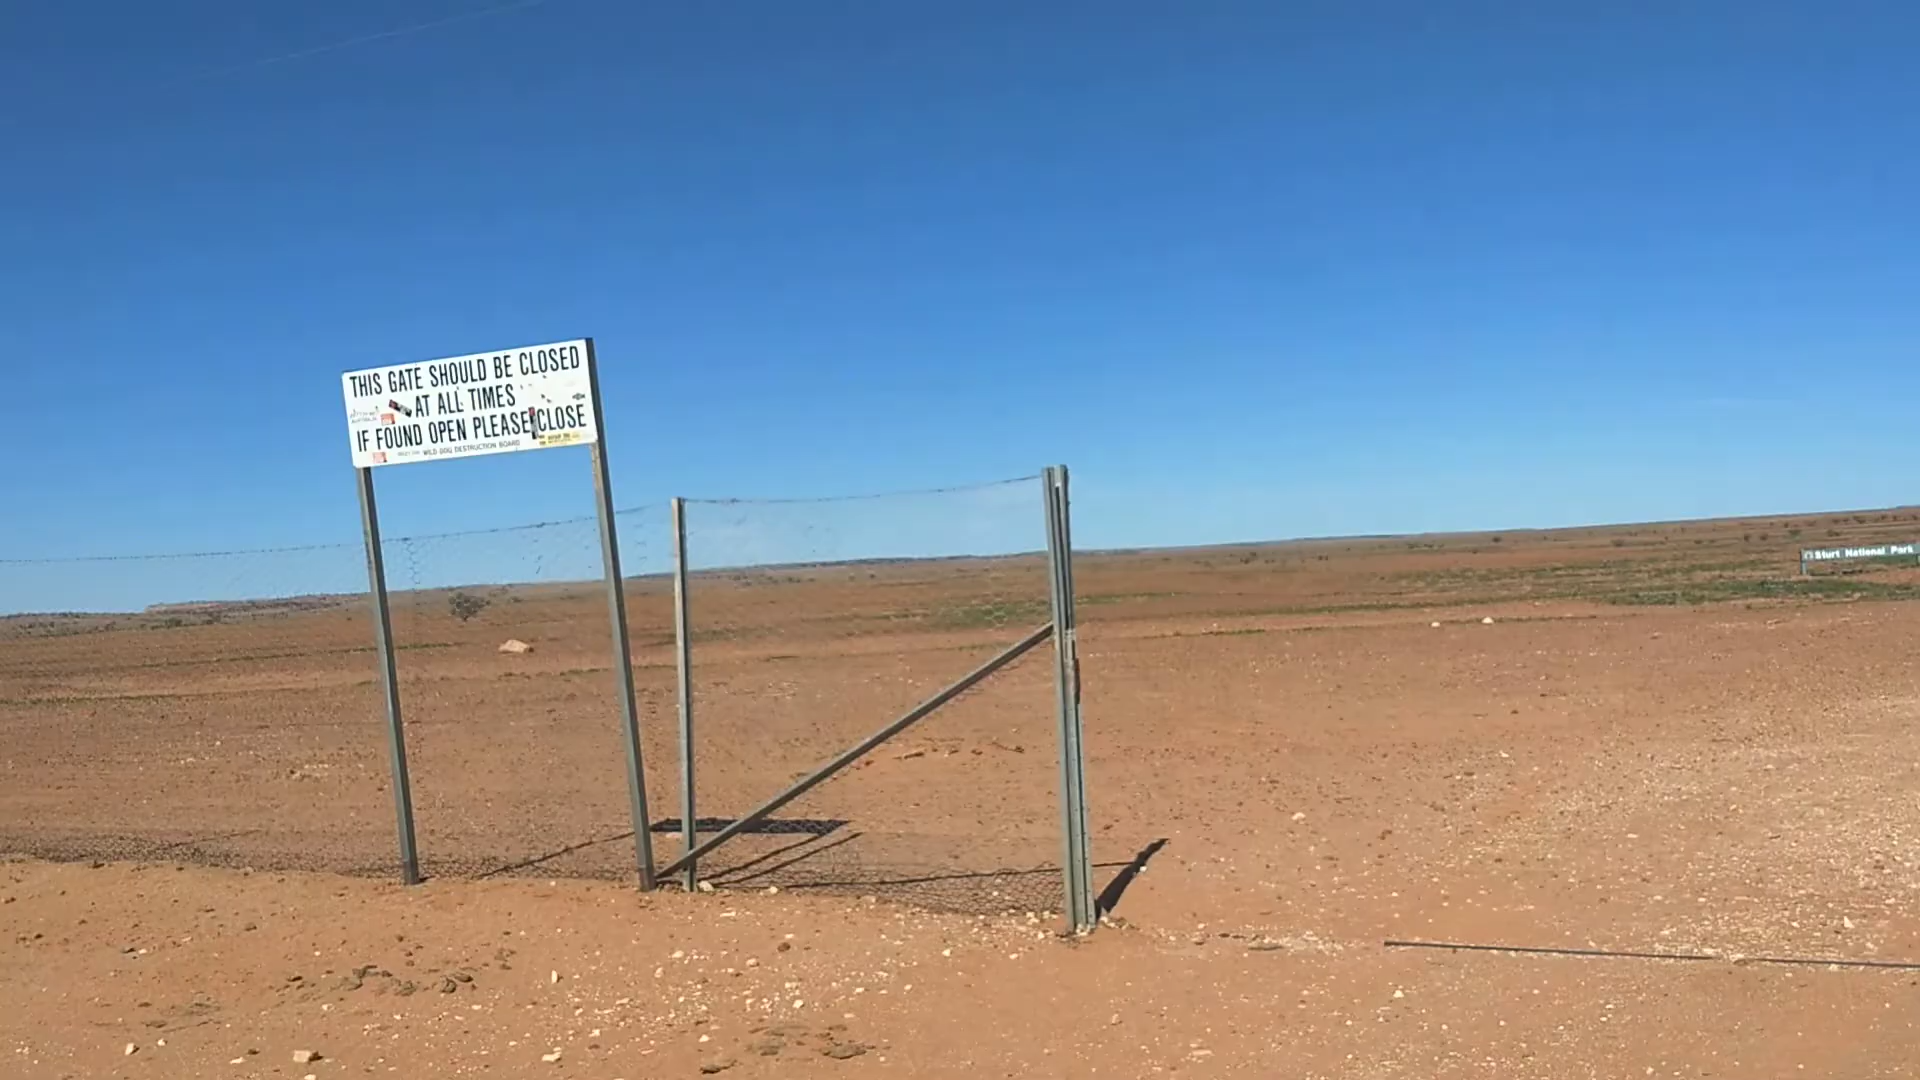 THIS GATE SHOULD BE CLOSED
AT ALL TIMES
IF FOUND OPEN PLEASE CLOSE
WILD DOG DESTRUCTION BOARD
Sturt National Park